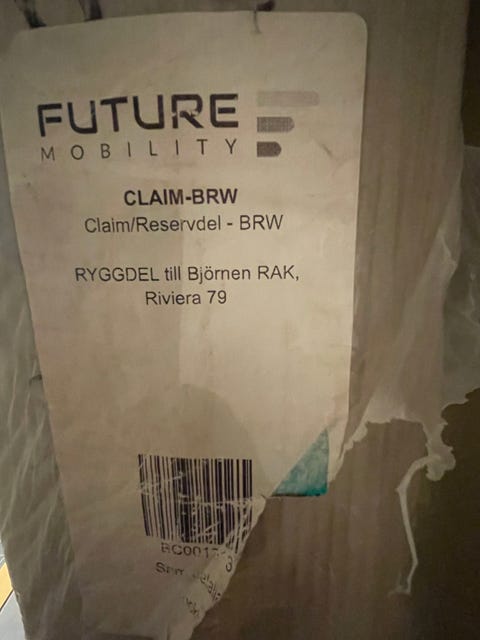 FUTURE
MOBILITY
CLAIM-BRW
Claim/Reservdel - BRW
RYGGDEL till Björnen RAK,
Riviera 79